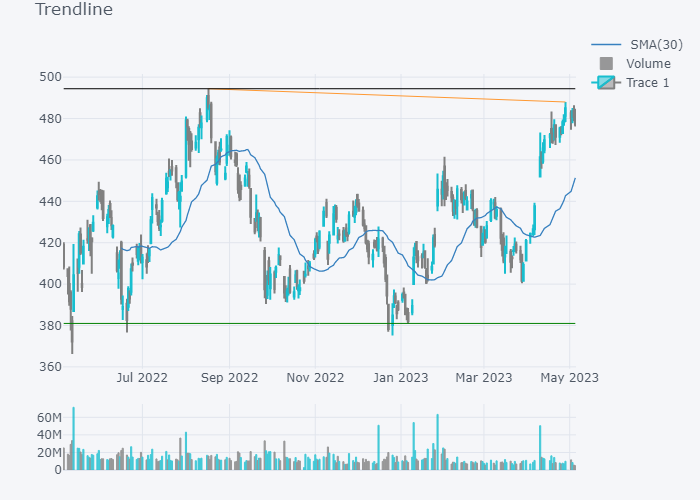 Trendline
SMA(30)
Volume
Trace 1
500
480
460
440
420
400
380
360
Jul 2022
Sep 2022
Nov 2022
Jan 2023
Mar 2023
May 2023
60M
40M
20M
0